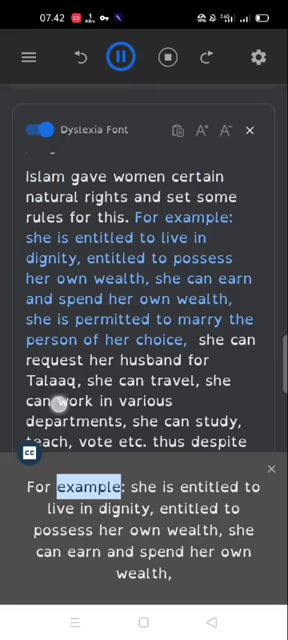 07.42
Dyslexia Font
Islam gave women certain
natural rights and set some
rules for this. For example:
she is entitled to live in
dignity, entitled to possess
her own wealth, she can earn
and spend her own wealth,
she is permitted to marry the
person of her choice, she can
request her husband for
Talaaq, she can travel, she
can work in various
departments, she can study,
teach, vote etc. thus despite
CC
For example: she is entitled to
live in dignity, entitled to
possess her own wealth, she
can earn and spend her own
wealth,